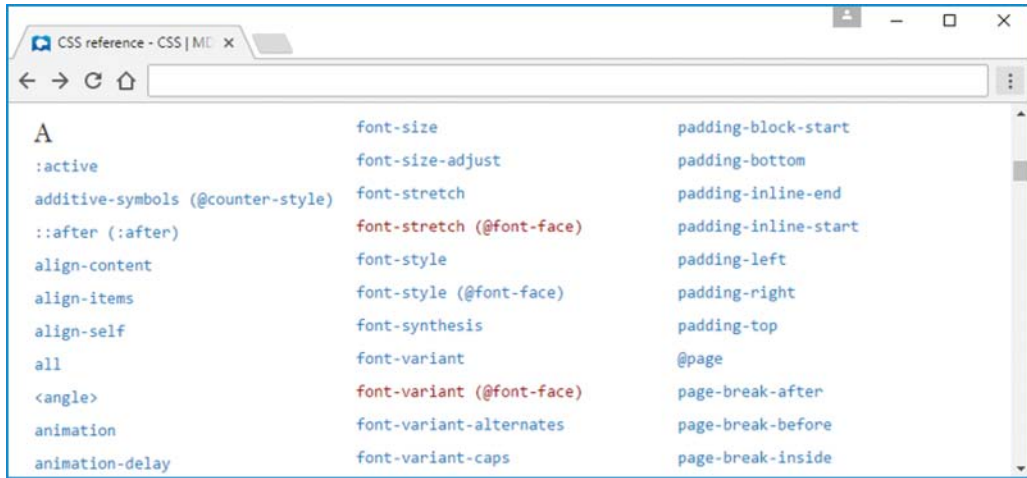 CSS reference - CSS | MD
A
:active
additive-symbols (@counter-style)
::after (:after)
align-content
align-items
align-self
all
<angle>
animation
animation-delay
font-size
font-size-adjust
font-stretch
font-stretch (@font-face)
font-style
font-style (@font-face)
font-synthesis
font-variant
font-variant (@font-face)
font-variant-alternates
font-variant-caps
padding-block-start
padding-bottom
padding-inline-end
padding-inline-start
padding-left
padding-right
padding-top
@page
page-break-after
page-break-before
page-break-inside